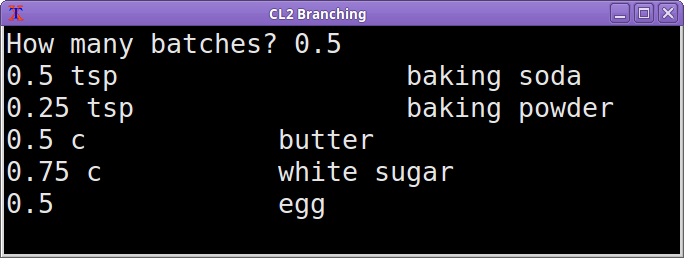 CL2 Branching
How many batches? 0.5
0.5 tsp                  baking soda
0.25 tsp                 baking powder
0.5 c            butter
0.75 c           white sugar
0.5              egg